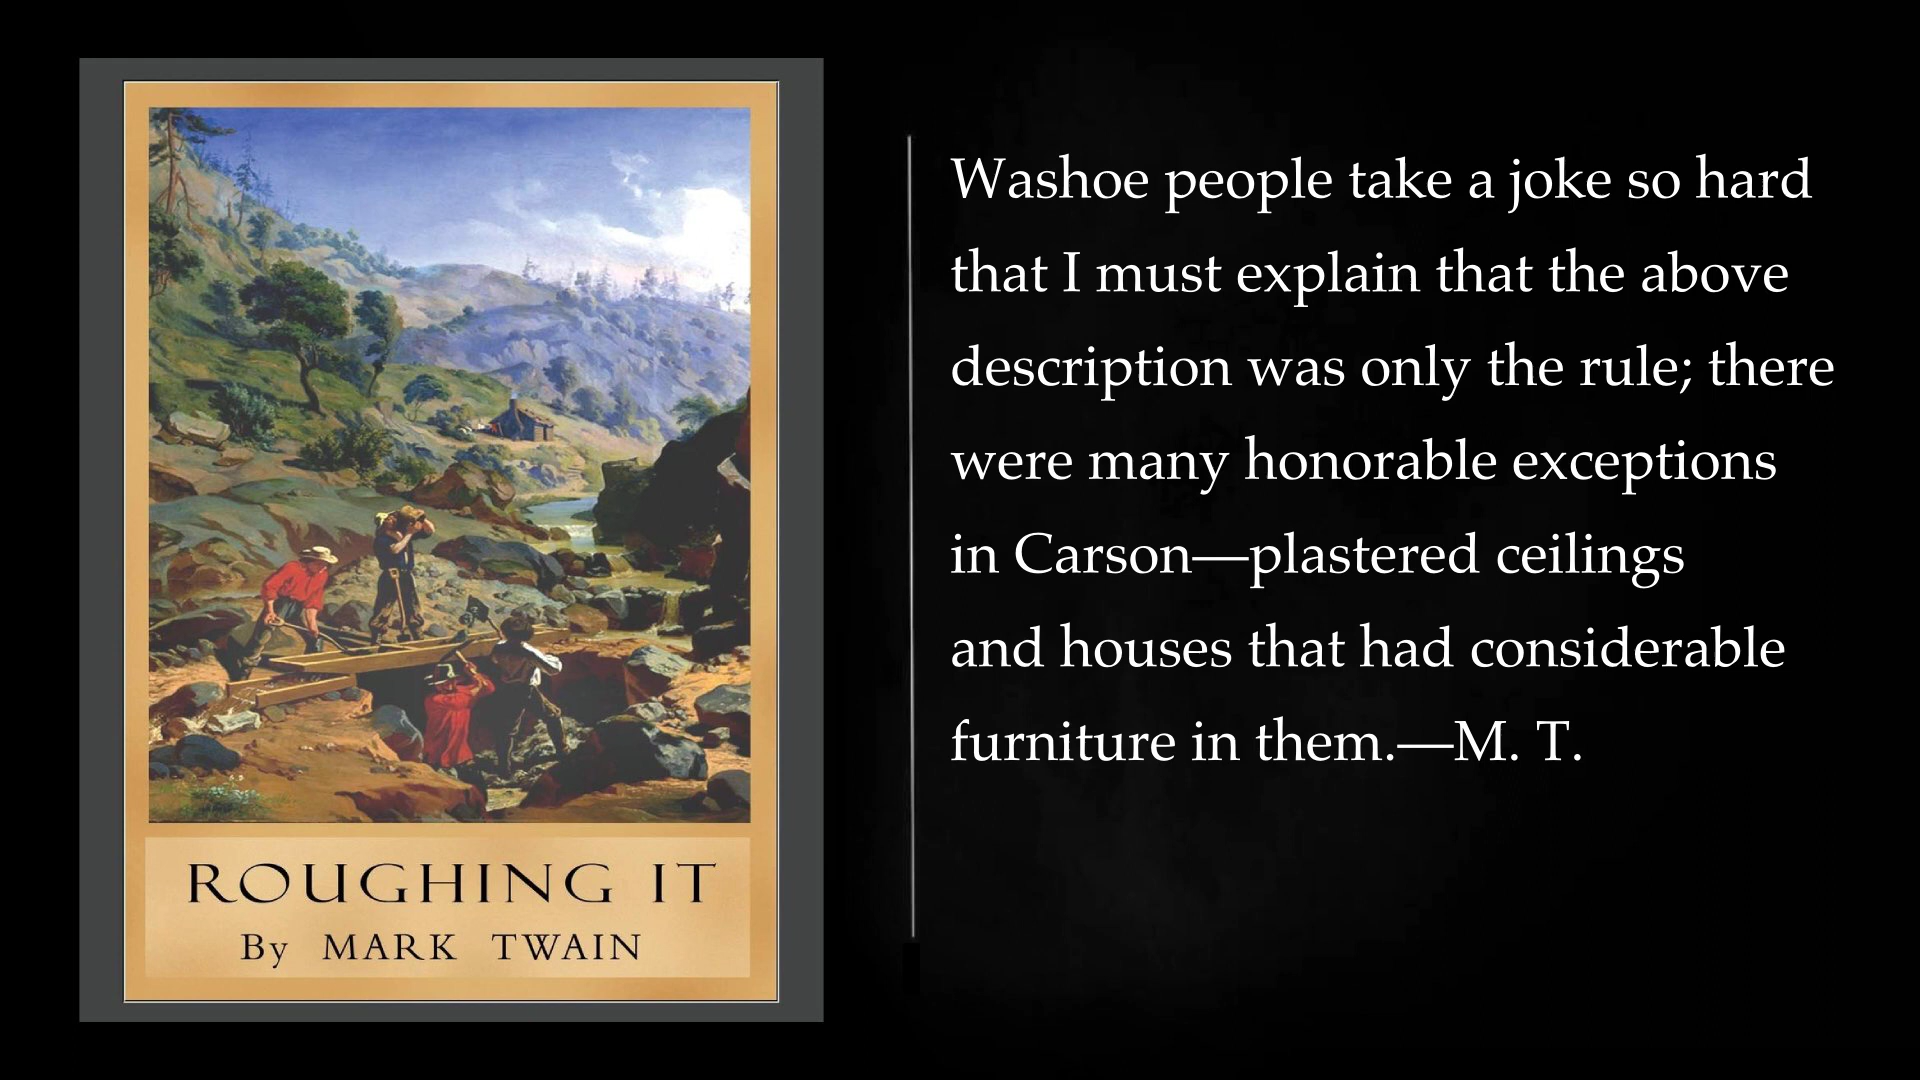 ROUGHING IT
By MARK TWAIN
Washoe people take a joke so hard
that I must explain that the above
description was only the rule; there
were many honorable exceptions
in Carson—plastered ceilings
and houses that had considerable
furniture in them.—M. T.